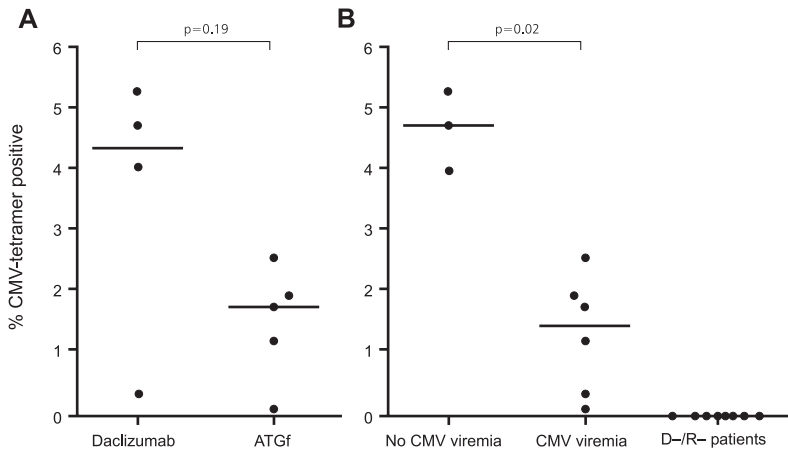 A
B
p=0.19
p=0.02
% CMV-tetramer positive
6
5
4
3
2
1
0
6
5
4
3
2
1
0
Daclizumab
ATGf
No CMV viremia
CMV viremia
D–/R– patients